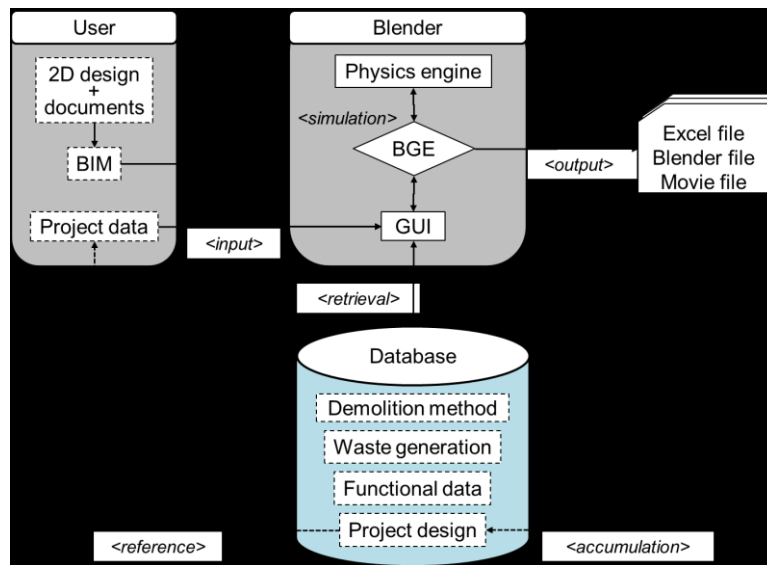 User
2D design
+
documents
BIM
Project data
<input>
Blender
Physics engine
<simulation>
BGE
GUI
<output>
Excel file
Blender file
Movie file
<retrieval>
Database
Demolition method
Waste generation
Functional data
Project design
<reference>
<accumulation>